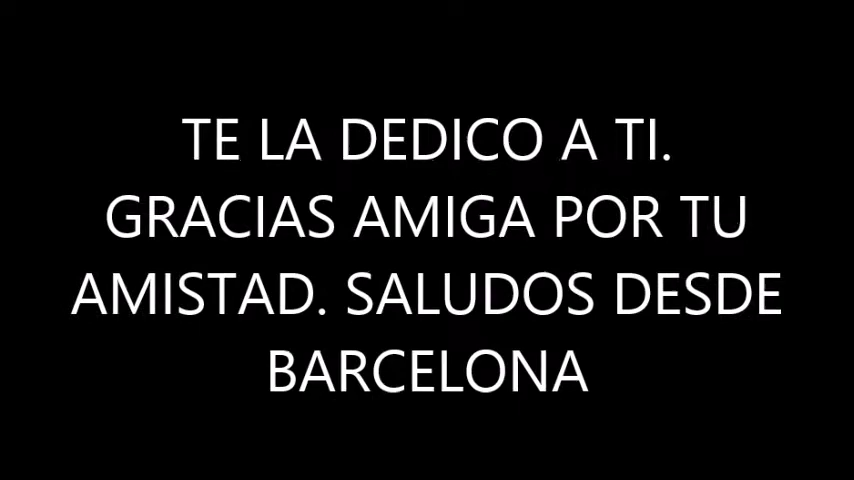 TE LA DEDICO A TI.
GRACIAS AMIGA POR TU
AMISTAD. SALUDOS DESDE
BARCELONA